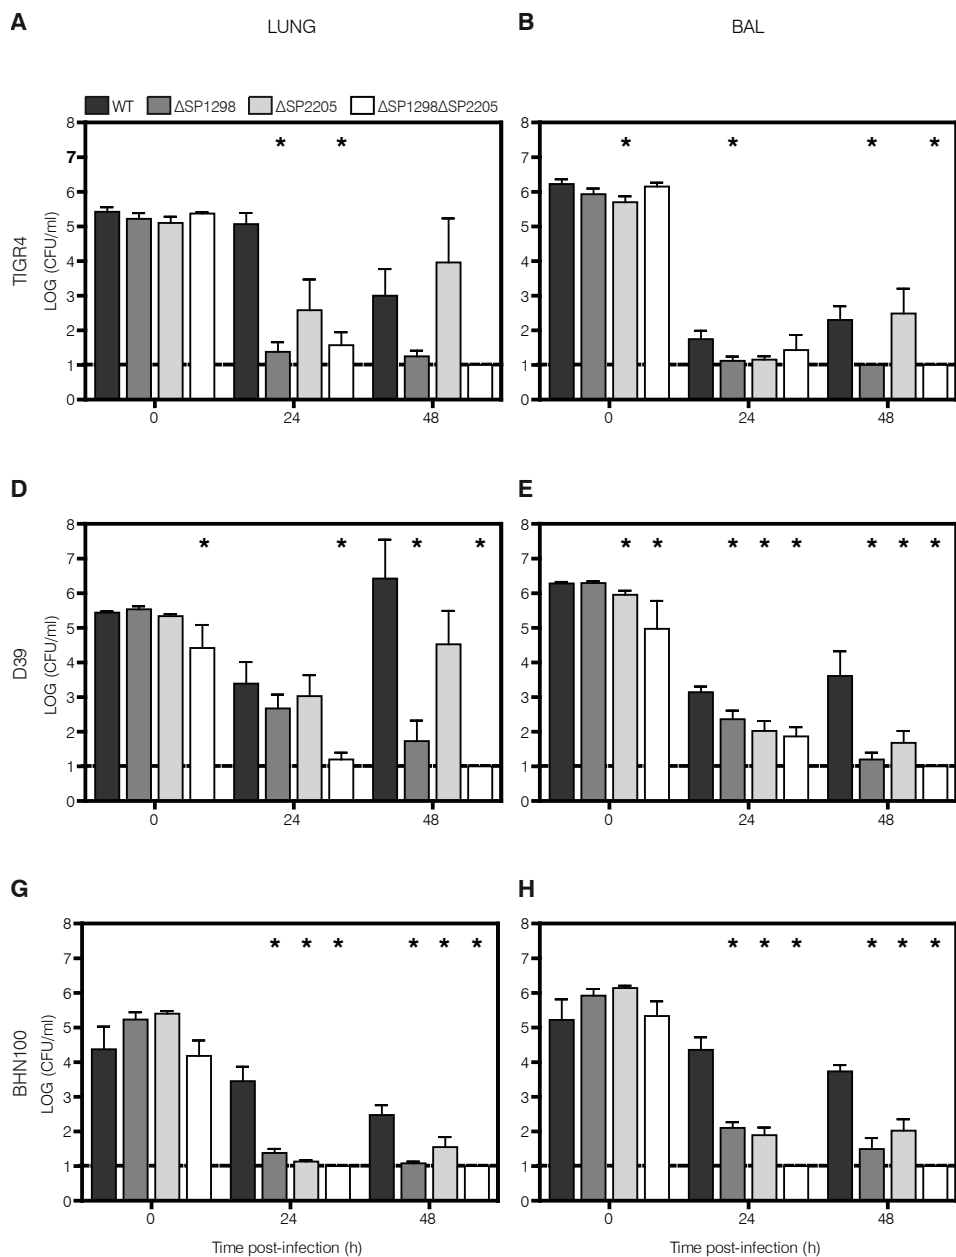 A LUNG B BAL
WT ΔSP1298 ΔSP2205 ΔSP1298ΔSP2205
TIGR4
LOG (CFU/ml)
8
7
6
5
4
3
2
1
0
* *
0 24 48
8
7
6
5
4
3
2
1
0
* * * *
0 24 48
D E
D39
LOG (CFU/ml)
8
7
6
5
4
3
2
1
0
* * * *
0 24 48
8
7
6
5
4
3
2
1
0
* * * * * * * *
0 24 48
G H
BHN100
LOG (CFU/ml)
8
7
6
5
4
3
2
1
0
* * * * * *
0 24 48
Time post-infection (h)
8
7
6
5
4
3
2
1
0
* * * * * *
0 24 48
Time post-infection (h)